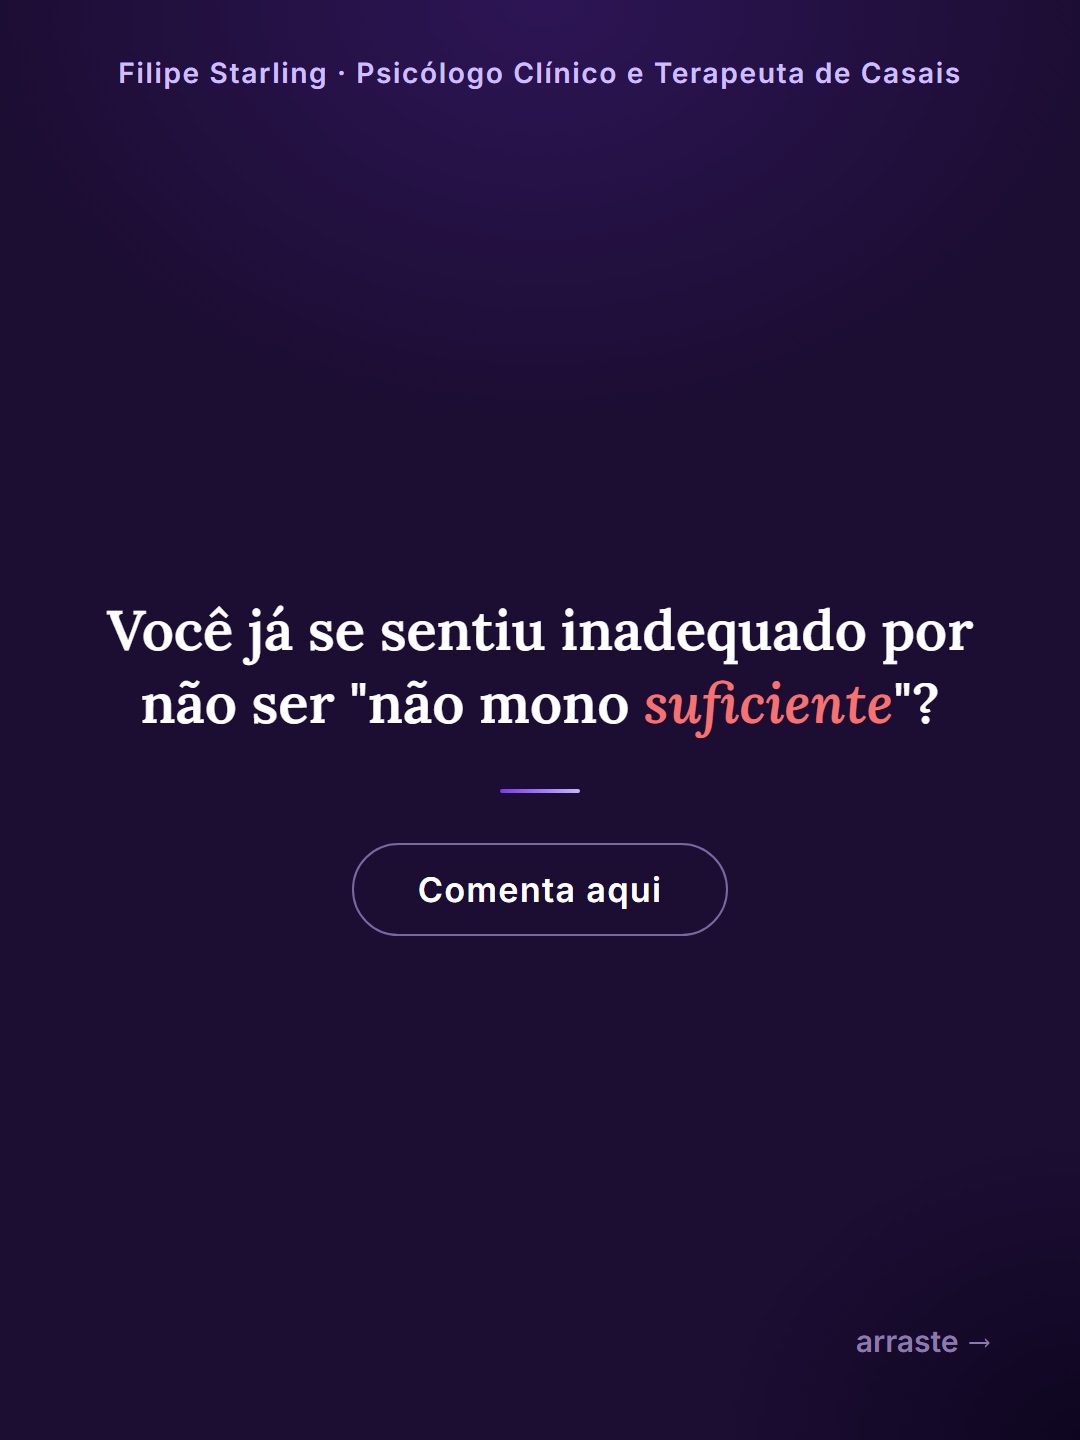 Filipe Starling · Psicólogo Clínico e Terapeuta de Casais
Você já se sentiu inadequado por
não ser "não mono suficiente"?
Comenta aqui
arraste →